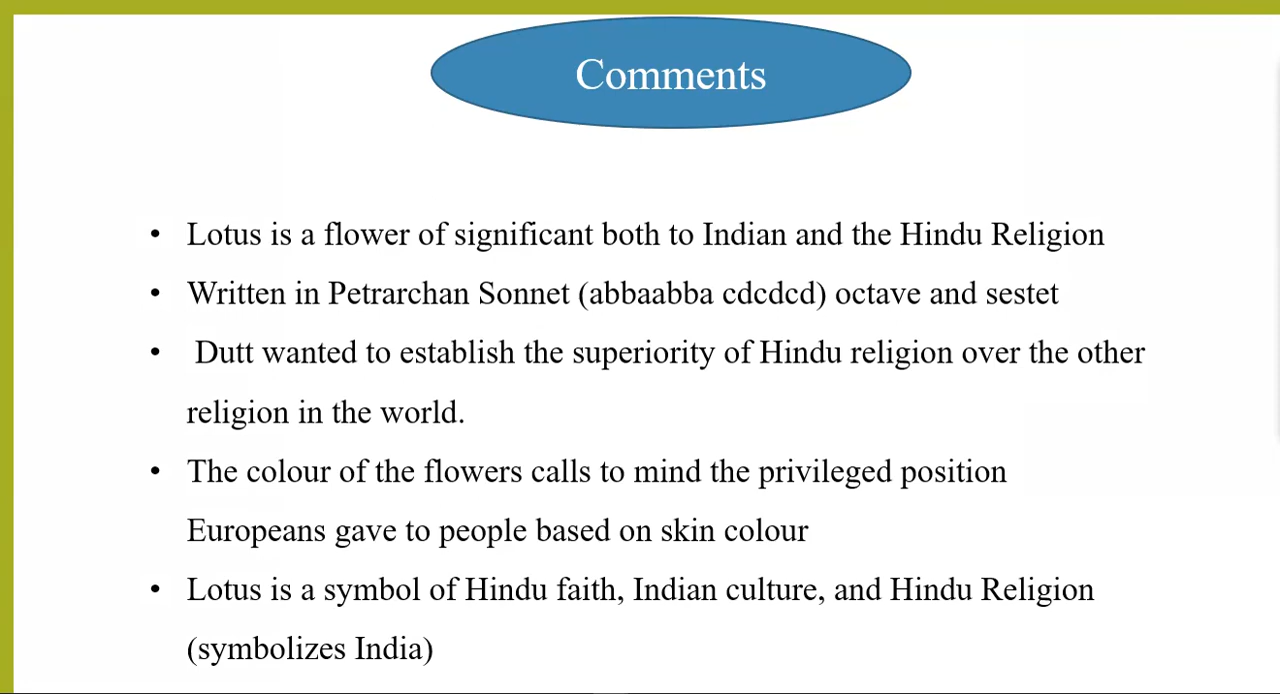 Comments
• Lotus is a flower of significant both to Indian and the Hindu Religion
• Written in Petrarchan Sonnet (abbaabba cdcdcd) octave and sestet
• Dutt wanted to establish the superiority of Hindu religion over the other
religion in the world.
• The colour of the flowers calls to mind the privileged position
Europeans gave to people based on skin colour
• Lotus is a symbol of Hindu faith, Indian culture, and Hindu Religion
(symbolizes India)